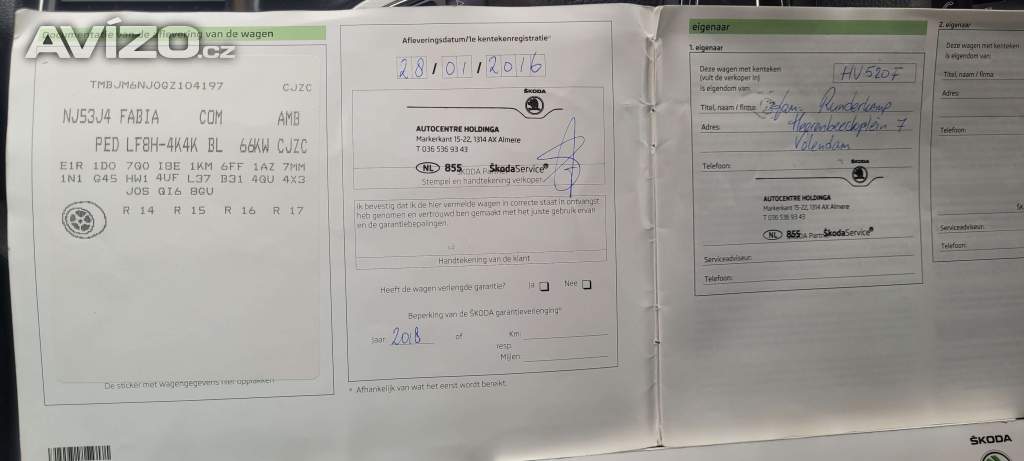 Documentatie van de aflevering van de wagen
AVÍZO.cz
TMBJM6NJ0GZ104197 CJZC
NJ53J4 FABIA COM AMB
PED LF8H-4K4K BL 66KW CJZC
E1R 1D0 7Q0 I8E 1KM 6FF 1AZ 7MM
1N1 G45 HW1 4UF L37 B31 4GU 4X3
J0S QI6 8GU
R 14 R 15 R 16 R 17
De sticker met wagengegevens hier opplakken
Afleveringsdatum/1e kentekenregistratie
28/01/2016
ŠKODA
AUTOCENTRE HOLDINGA
Markerkant 15-22, 1314 AX Almere
T 036 536 93 43
NL 855 ŠkodaService
ŠKODA Partner
Stempel en handtekening verkoper
Ik bevestig dat ik de hier vermelde wagen in correcte staat in ontvangst
heb genomen en vertrouwd ben gemaakt met het juiste gebruik ervan
en de garantiebepalingen.
Handtekening van de klant
Heeft de wagen verlengde garantie? Ja Nee
Beperking van de ŠKODA garantieverlenging
Jaar: 2018 of Km:
resp.
Mijlen:
Afhankelijk van wat het eerst wordt bereikt.
eigenaar
1. eigenaar
Deze wagen met kenteken HV520F
(vult de verkoper in)
is eigendom van:
Titel, naam / firma: fam. Runderkamp
Adres: 7
Volendam
Telefoon:
ŠKODA
AUTOCENTRE HOLDINGA
Markerkant 15-22, 1314 AX Almere
T 036 536 93 43
NL 855 ŠkodaService
Serviceadviseur:
Telefoon:
2. eigenaar
Deze wagen met kenteken
is eigendom van:
Titel, naam / firma
Adres:
Telefoon:
Serviceadviseur:
Telefoon:
ŠKODA